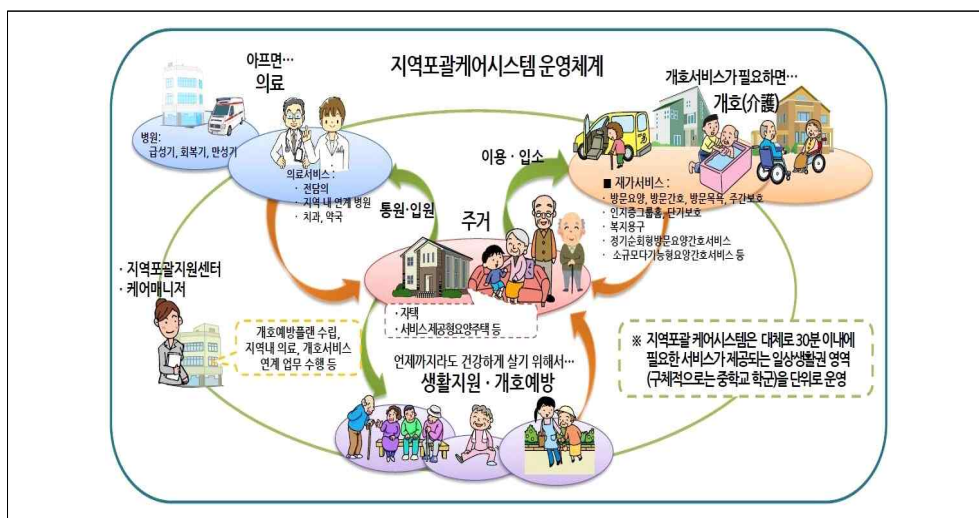 지역포괄케어시스템 운영체계
아프면…
의료
병원:
급성기, 회복기, 만성기
의료서비스 :
· 전담의
· 지역 내 연계 병원
· 치과, 약국
개호서비스가 필요하면…
개호(介護)
이용 · 입소
■ 재가서비스 :
· 방문요양, 방문간호, 방문목욕, 주간보호
· 인지증그룹홈, 단기보호
· 복지용구
· 정기순회형방문요양간호서비스
· 소규모다기능형요양간호서비스 등
통원·입원
주거
· 자택
· 서비스제공형요양주택 등
· 지역포괄지원센터
· 케어매니저
개호예방플랜 수립,
지역내 의료, 개호서비스
연계 업무 수행 등
언제까지라도 건강하게 살기 위해서…
생활지원 · 개호예방
※ 지역포괄 케어시스템은 대체로 30분 이내에
필요한 서비스가 제공되는 일상생활권 영역
(구체적으로는 중학교 학군)을 단위로 운영